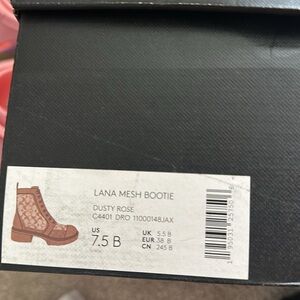 LANA MESH BOOTIE
DUSTY ROSE
C4401 DRO 11000148JAX
US
7.5 B
UK 5.5 B
EUR 38 B
CN 245 B